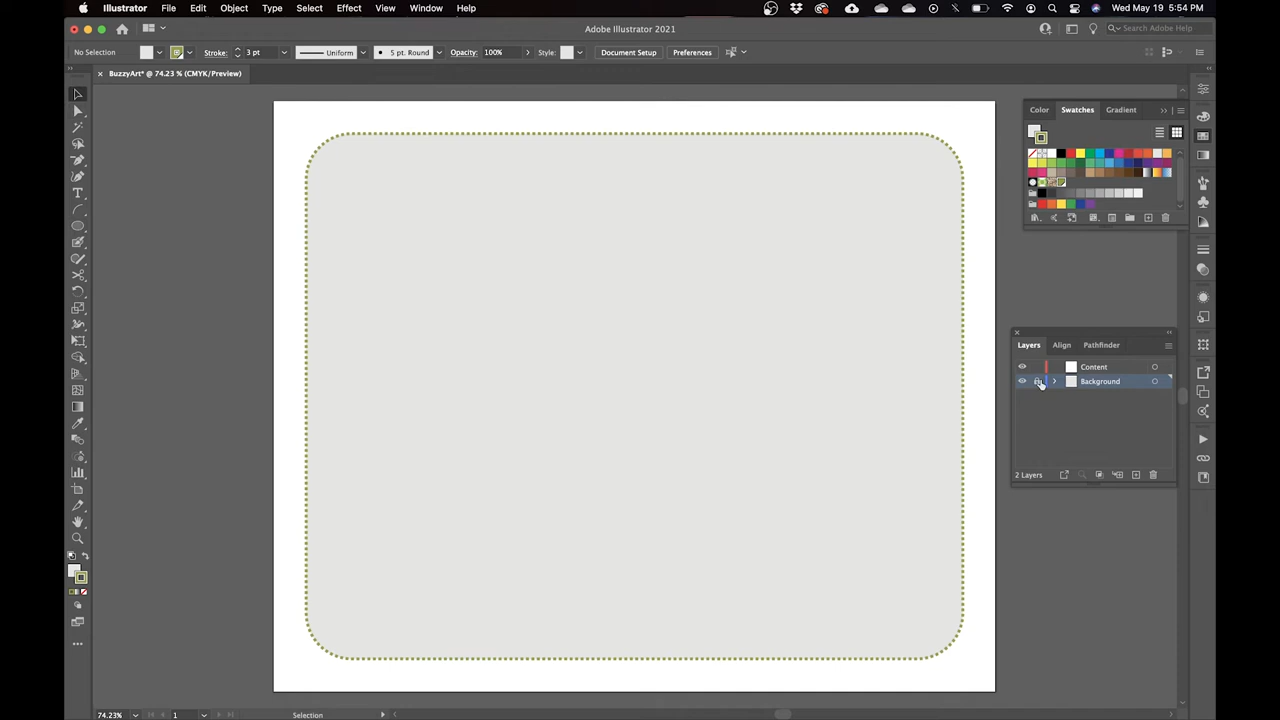 Illustrator File Edit Object Type Select Effect View Window Help Wed May 19 5:54 PM
Adobe Illustrator 2021 Search Adobe Help
No Selection Stroke: 3 pt Uniform 5 pt. Round Opacity: 100% Style: Document Setup Preferences
BuzzyArt* @ 74.23 % (CMYK/Preview)
Color Swatches Gradient
Layers Align Pathfinder
Content
Background
2 Layers
74.23% 1 Selection